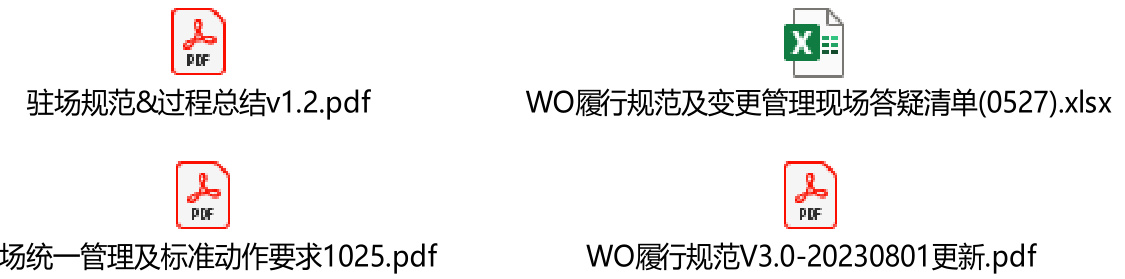 PDF
X
驻场规范&过程总结v1.2.pdf
WO履行规范及变更管理现场答疑清单(0527).xlsx
PDF
PDF
场统一管理及标准动作要求1025.pdf
WO履行规范V3.0-20230801更新.pdf